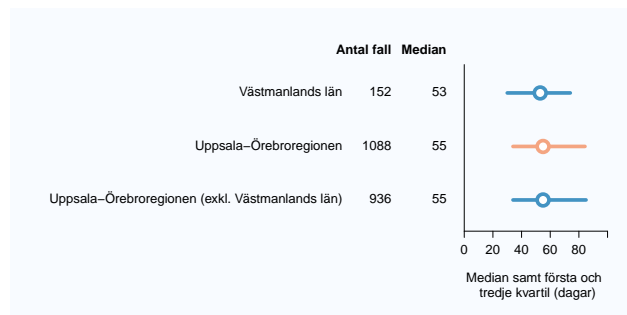 Antal fall Median
Västmanlands län 152 53
Uppsala−Örebroregionen 1088 55
Uppsala−Örebroregionen (exkl. Västmanlands län) 936 55
0 20 40 60 80
Median samt första och
tredje kvartil (dagar)